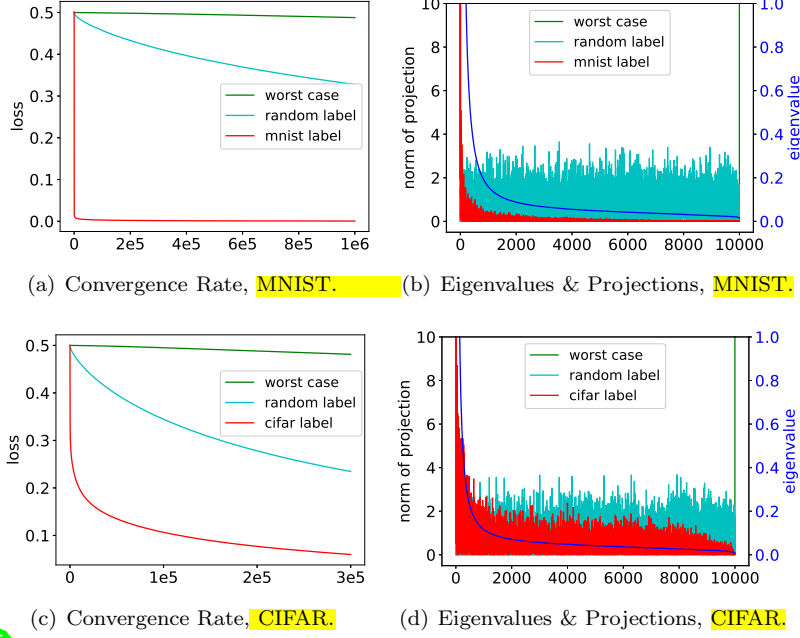 0.5
0.4
0.3
0.2
0.1
0.0
loss
worst case
random label
mnist label
0 2e5 4e5 6e5 8e5 1e6
10
8
6
4
2
0
norm of projection
worst case
random label
mnist label
1.0
0.8
0.6
0.4
0.2
0.0
eigenvalue
0 2000 4000 6000 8000 10000
(a) Convergence Rate, MNIST.
(b) Eigenvalues & Projections, MNIST.
0.5
0.4
0.3
0.2
0.1
loss
worst case
random label
cifar label
0 1e5 2e5 3e5
10
8
6
4
2
0
norm of projection
worst case
random label
cifar label
1.0
0.8
0.6
0.4
0.2
0.0
eigenvalue
0 2000 4000 6000 8000 10000
(c) Convergence Rate, CIFAR.
(d) Eigenvalues & Projections, CIFAR.